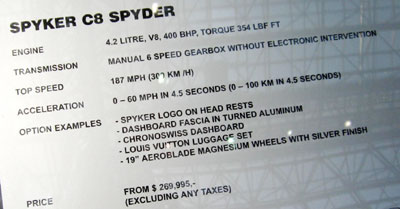 SPYKER C8 SPYDER
ENGINE 4.2 LITRE, V8, 400 BHP, TORQUE 354 LBF FT
TRANSMISSION MANUAL 6 SPEED GEARBOX WITHOUT ELECTRONIC INTERVENTION
TOP SPEED 187 MPH (300 KM /H)
ACCELERATION 0 – 60 MPH IN 4.5 SECONDS (0 – 100 KM IN 4.5 SECONDS)
OPTION EXAMPLES - SPYKER LOGO ON HEAD RESTS
- DASHBOARD FASCIA IN TURNED ALUMINUM
- CHRONOSWISS DASHBOARD
- LOUIS VUITTON LUGGAGE SET
- 19" AEROBLADE MAGNESIUM WHEELS WITH SILVER FINISH
PRICE FROM $ 269,995,-
(EXCLUDING ANY TAXES)